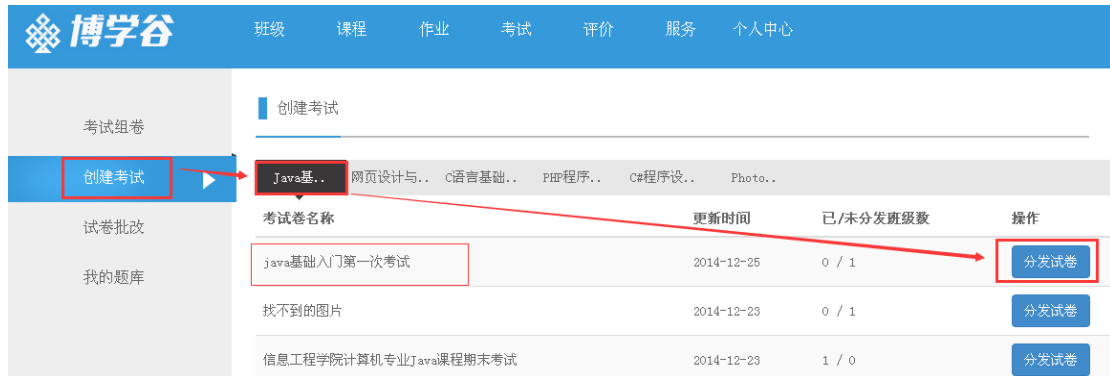 博学谷 班级 课程 作业 考试 评价 服务 个人中心
考试组卷
创建考试
试卷批改
我的题库
创建考试
Java基.. 网页设计与.. C语言基础.. PHP程序.. C#程序设.. Photo..
考试卷名称 更新时间 已/未分发班级数 操作
java基础入门第一次考试 2014-12-25 0 / 1 分发试卷
找不到的图片 2014-12-23 0 / 1 分发试卷
信息工程学院计算机专业Java课程期末考试 2014-12-23 1 / 0 分发试卷